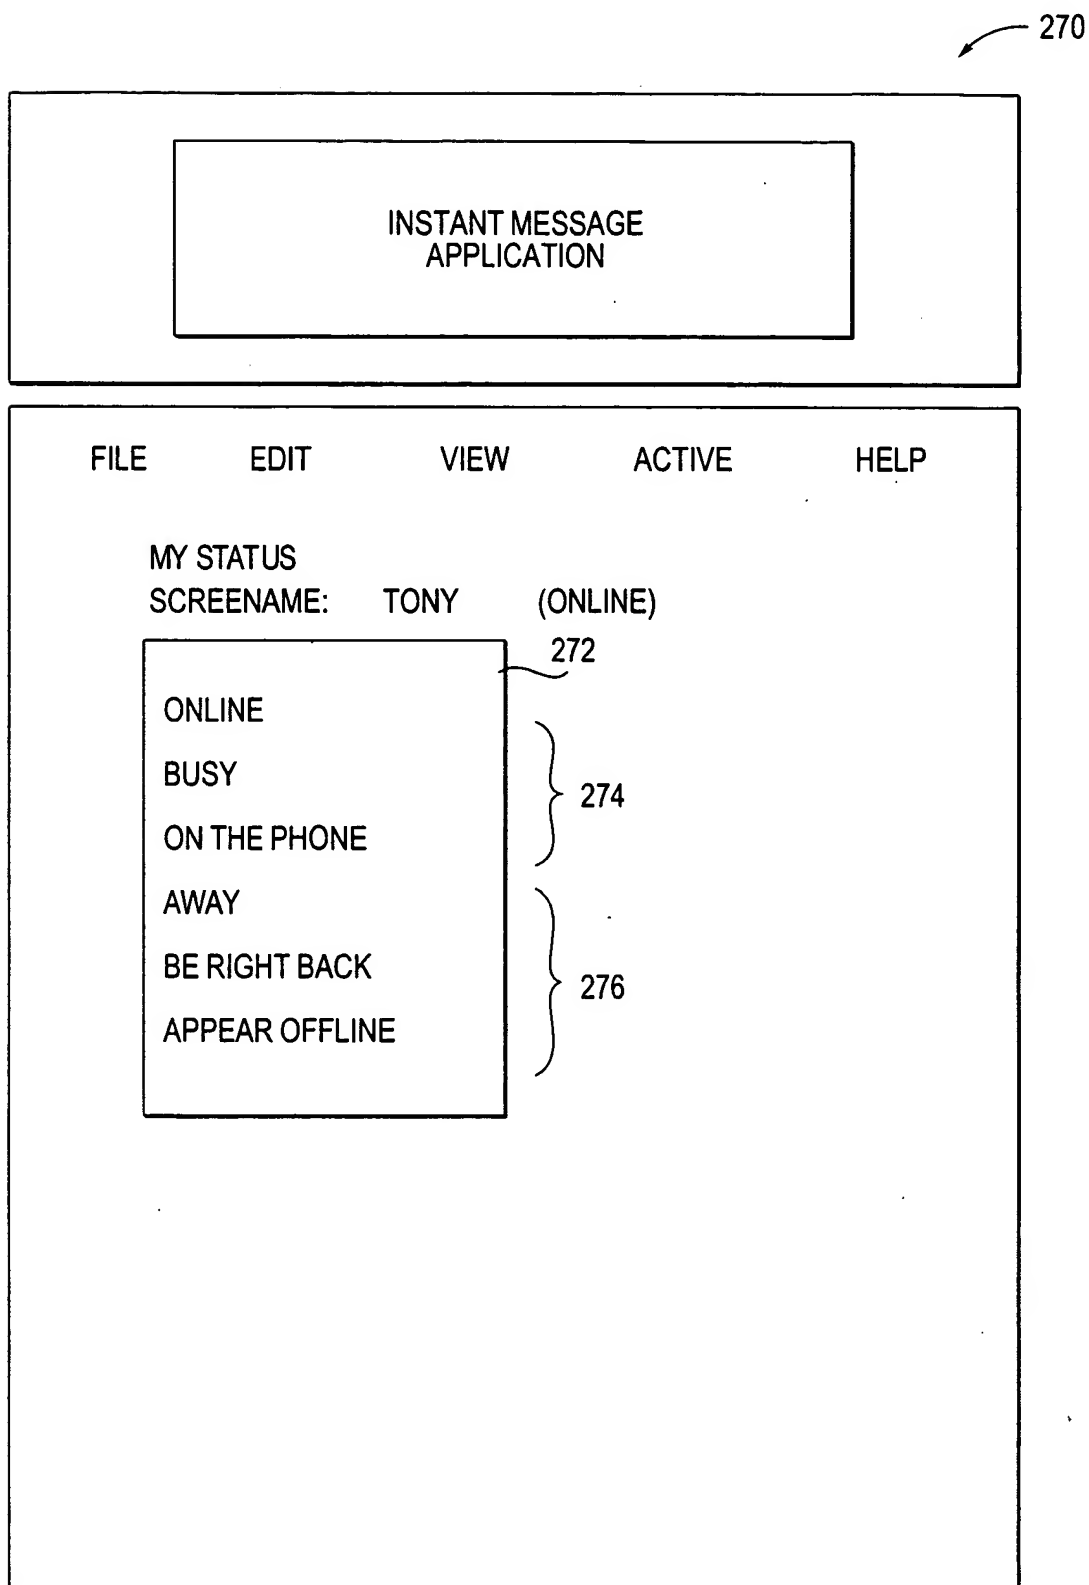 270
INSTANT MESSAGE
APPLICATION
FILE EDIT VIEW ACTIVE HELP
MY STATUS
SCREENAME: TONY (ONLINE)
272
ONLINE
BUSY
274
ON THE PHONE
AWAY
BE RIGHT BACK
276
APPEAR OFFLINE